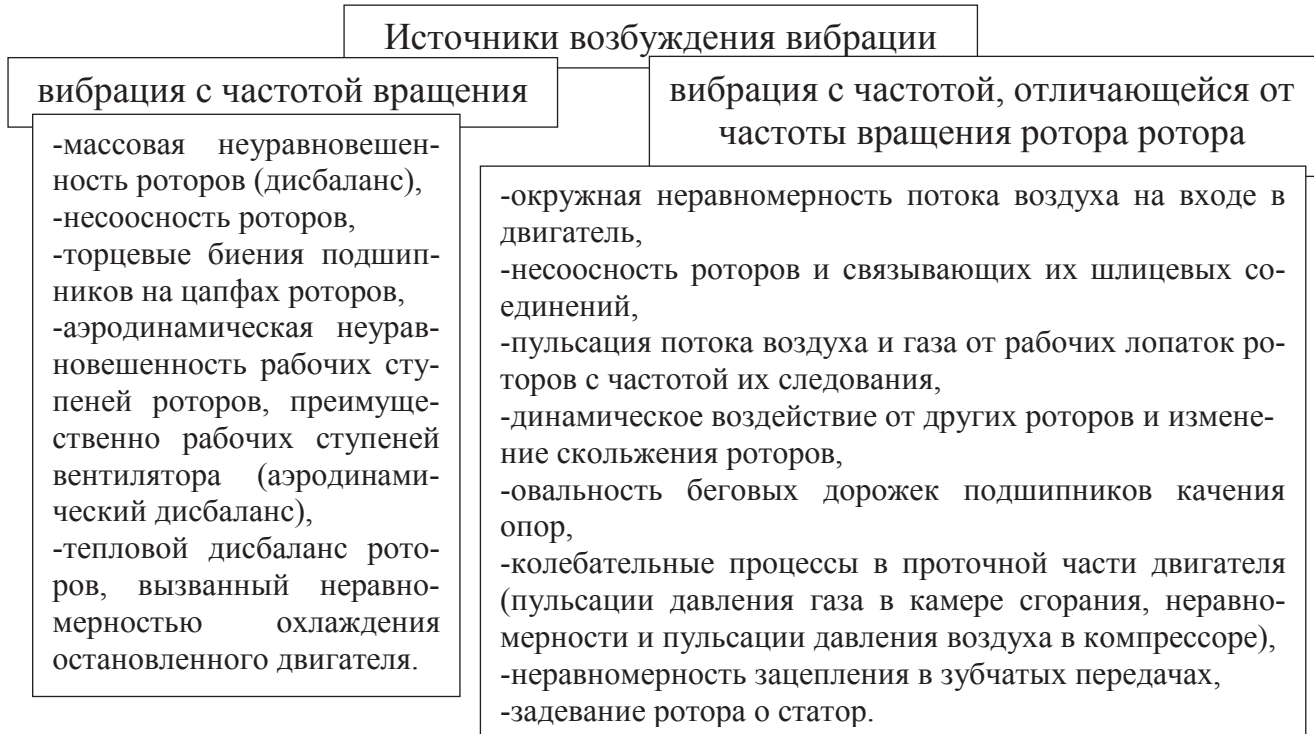 Источники возбуждения вибрации
вибрация с частотой вращения
-массовая неуравновешен-
ность роторов (дисбаланс),
-несоосность роторов,
-торцевые биения подшип-
ников на цапфах роторов,
-аэродинамическая неурав-
новешенность рабочих сту-
пеней роторов, преимуще-
ственно рабочих ступеней
вентилятора (аэродинами-
ческий дисбаланс),
-тепловой дисбаланс рото-
ров, вызванный неравно-
мерностью охлаждения
остановленного двигателя.
вибрация с частотой, отличающейся от
частоты вращения ротора ротора
-окружная неравномерность потока воздуха на входе в
двигатель,
-несоосность роторов и связывающих их шлицевых со-
единений,
-пульсация потока воздуха и газа от рабочих лопаток ро-
торов с частотой их следования,
-динамическое воздействие от других роторов и измене-
ние скольжения роторов,
-овальность беговых дорожек подшипников качения
опор,
-колебательные процессы в проточной части двигателя
(пульсации давления газа в камере сгорания, неравно-
мерности и пульсации давления воздуха в компрессоре),
-неравномерность зацепления в зубчатых передачах,
-задевание ротора о статор.